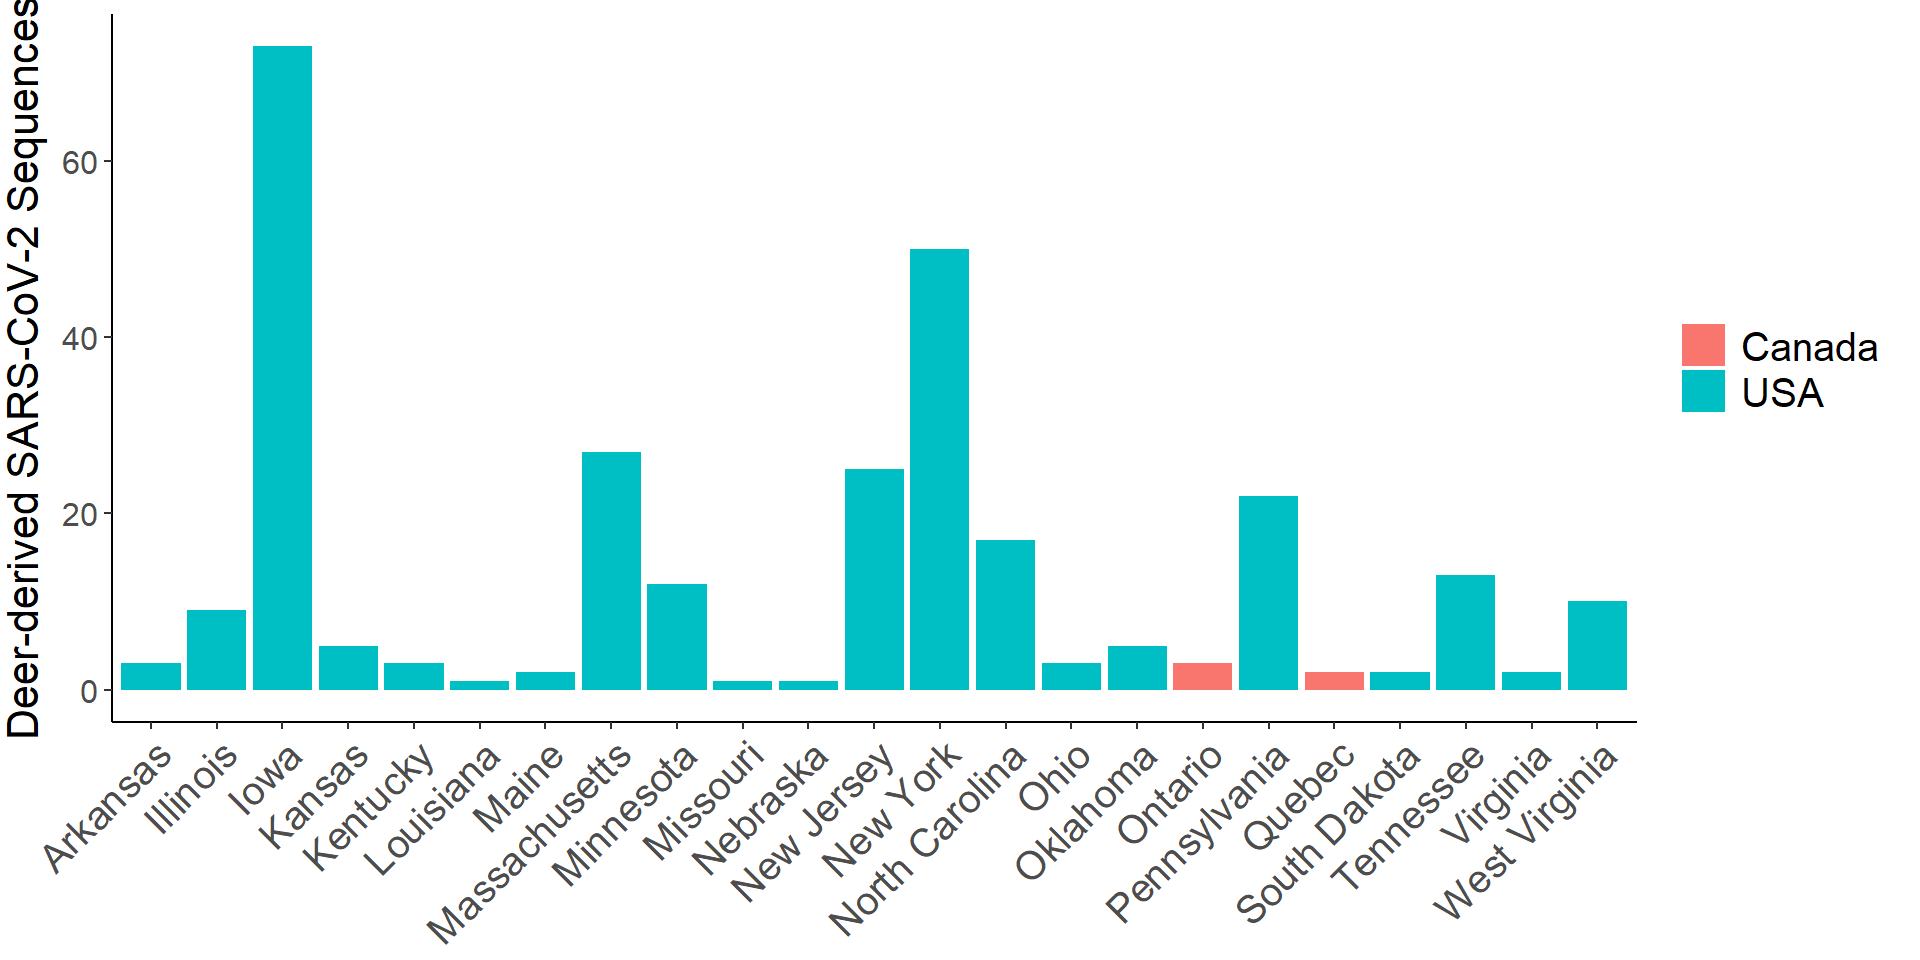 Deer-derived SARS-CoV-2 Sequences
60
40
20
0
Arkansas
Illinois
Iowa
Kansas
Kentucky
Louisiana
Maine
Massachusetts
Minnesota
Missouri
Nebraska
New Jersey
New York
North Carolina
Ohio
Oklahoma
Ontario
Pennsylvania
Quebec
South Dakota
Tennessee
Virginia
West Virginia
Canada
USA